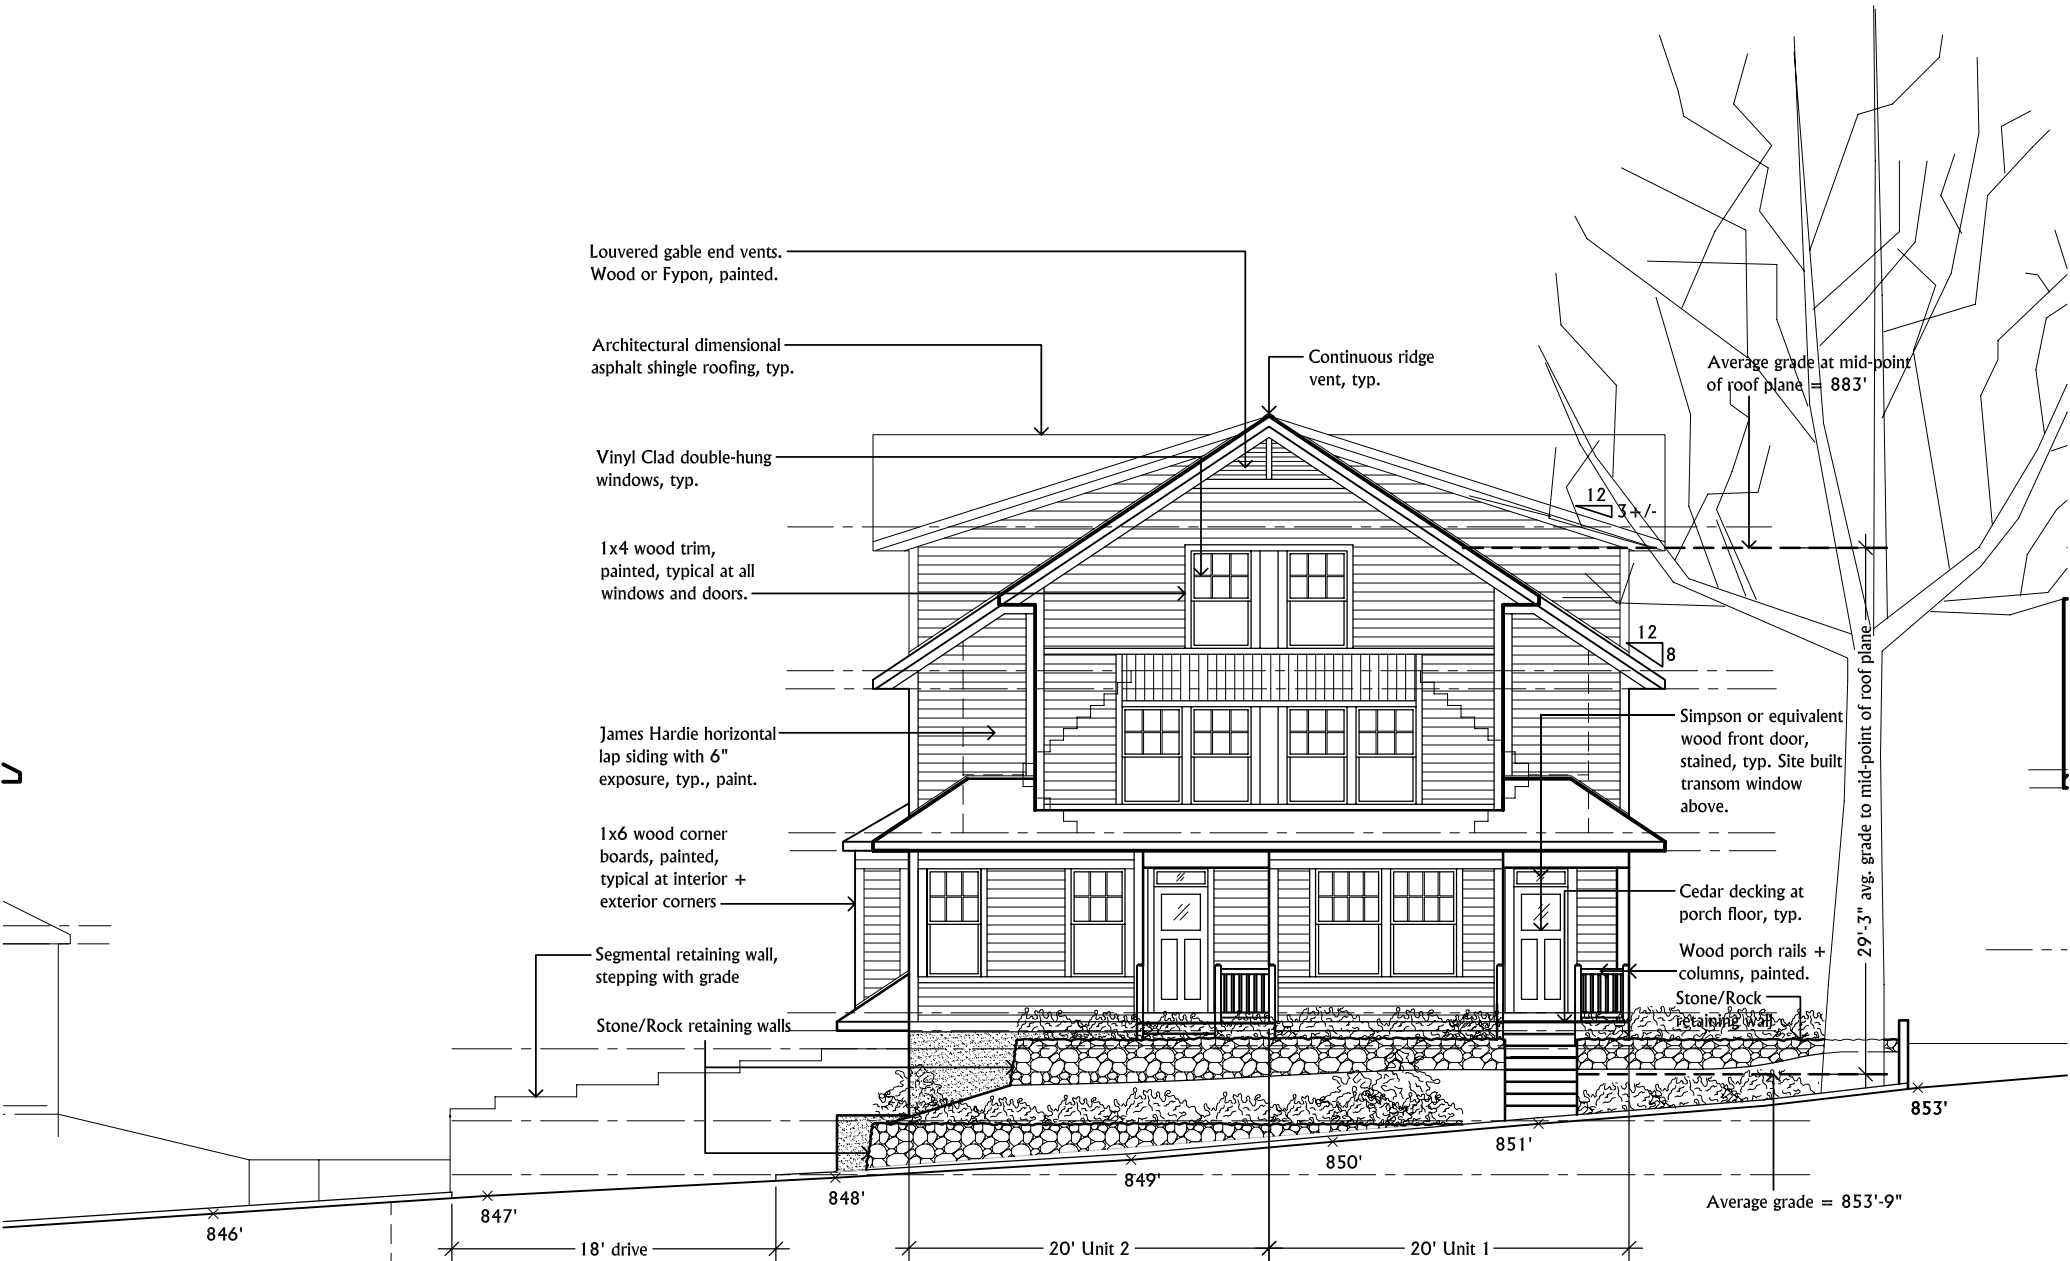 Louvered gable end vents.
Wood or Fypon, painted.
Architectural dimensional
asphalt shingle roofing, typ.
Continuous ridge
vent, typ.
Average grade at mid-point
of roof plane = 883'
Vinyl Clad double-hung
windows, typ.
12
3+/-
1x4 wood trim,
painted, typical at all
windows and doors.
12
8
29'-3" avg. grade to mid-point of roof plane
James Hardie horizontal
lap siding with 6"
exposure, typ., paint.
Simpson or equivalent
wood front door,
stained, typ. Site built
transom window
above.
1x6 wood corner
boards, painted,
typical at interior +
exterior corners
Cedar decking at
porch floor, typ.
Segmental retaining wall,
stepping with grade
Wood porch rails +
columns, painted.
Stone/Rock
retaining wall
Stone/Rock retaining walls
846'
847'
848'
849'
850'
851'
853'
Average grade = 853'-9"
18' drive
20' Unit 2
20' Unit 1